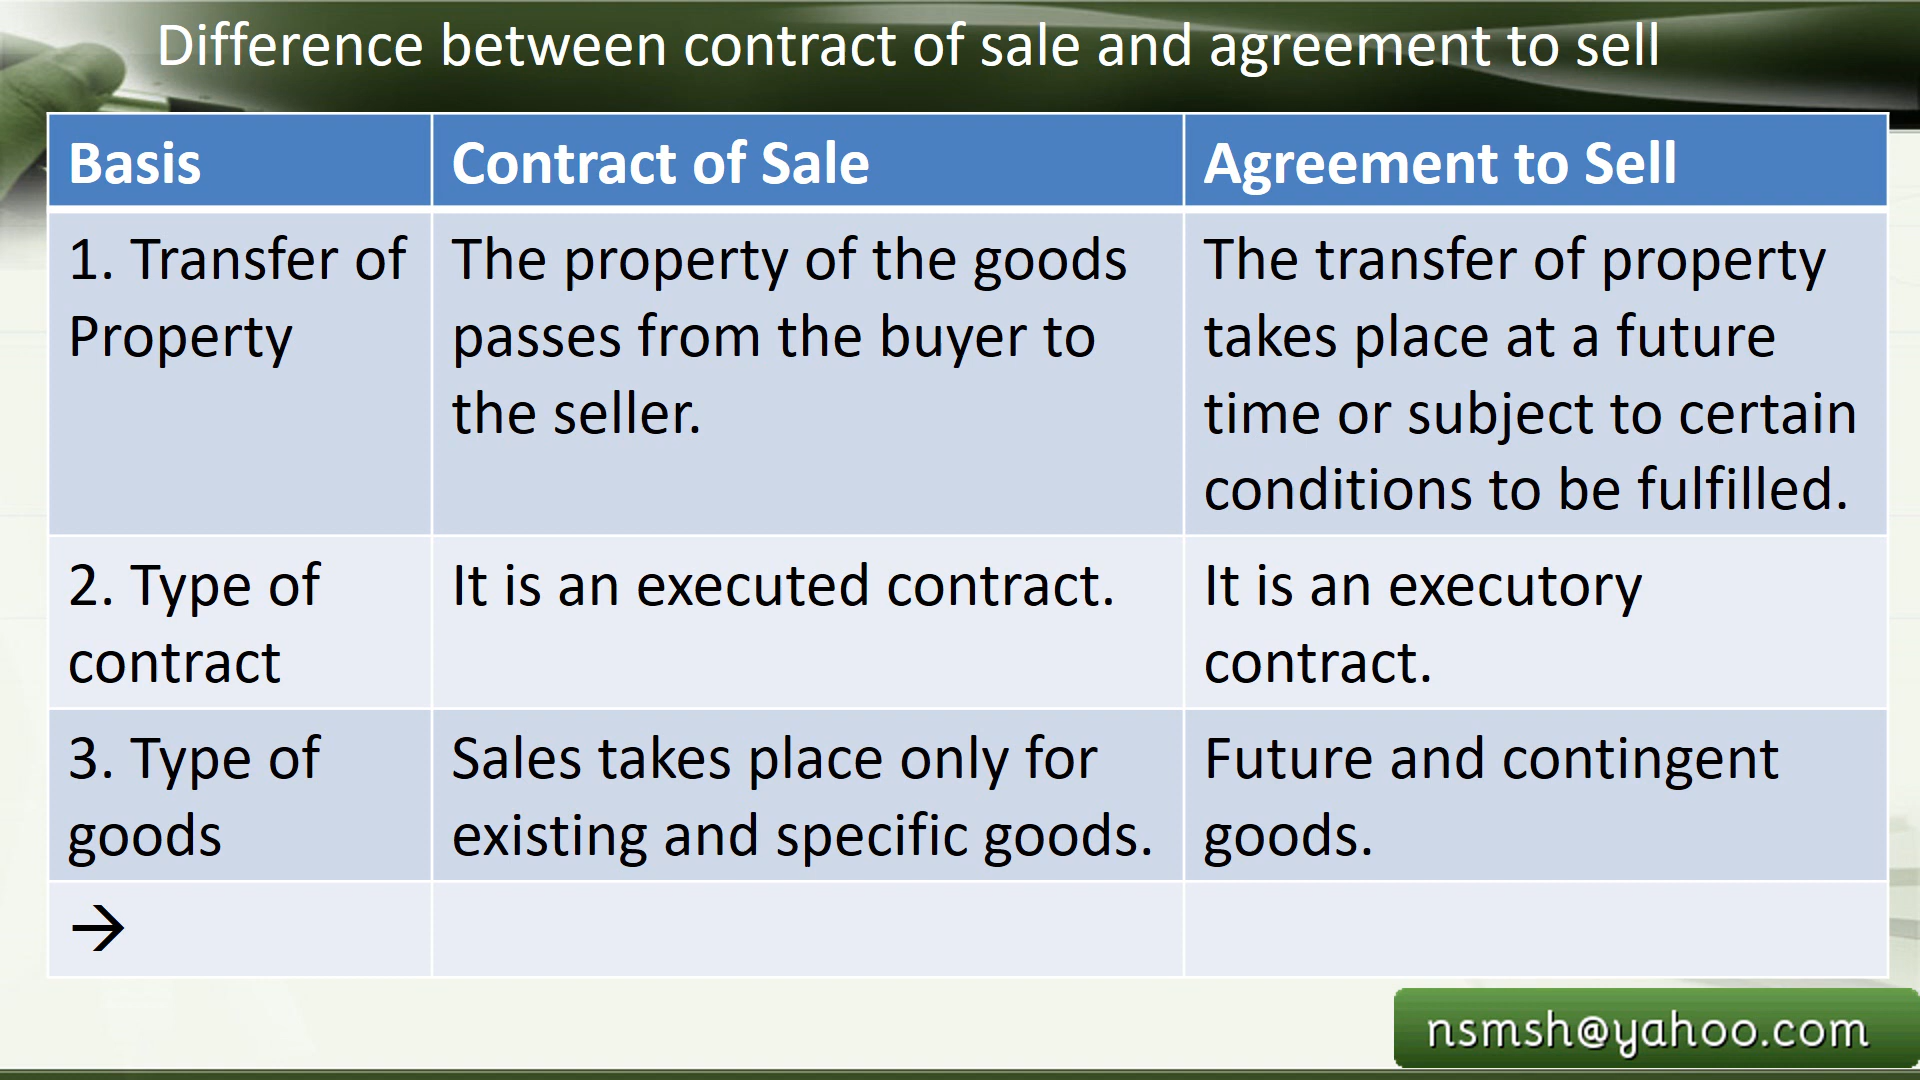 Difference between contract of sale and agreement to sell
Basis
Contract of Sale
Agreement to Sell
1. Transfer of
Property
The property of the goods
passes from the buyer to
the seller.
The transfer of property
takes place at a future
time or subject to certain
conditions to be fulfilled.
2. Type of
contract
It is an executed contract.
It is an executory
contract.
3. Type of
goods
Sales takes place only for
existing and specific goods.
Future and contingent
goods.
→
nsmsh@yahoo.com